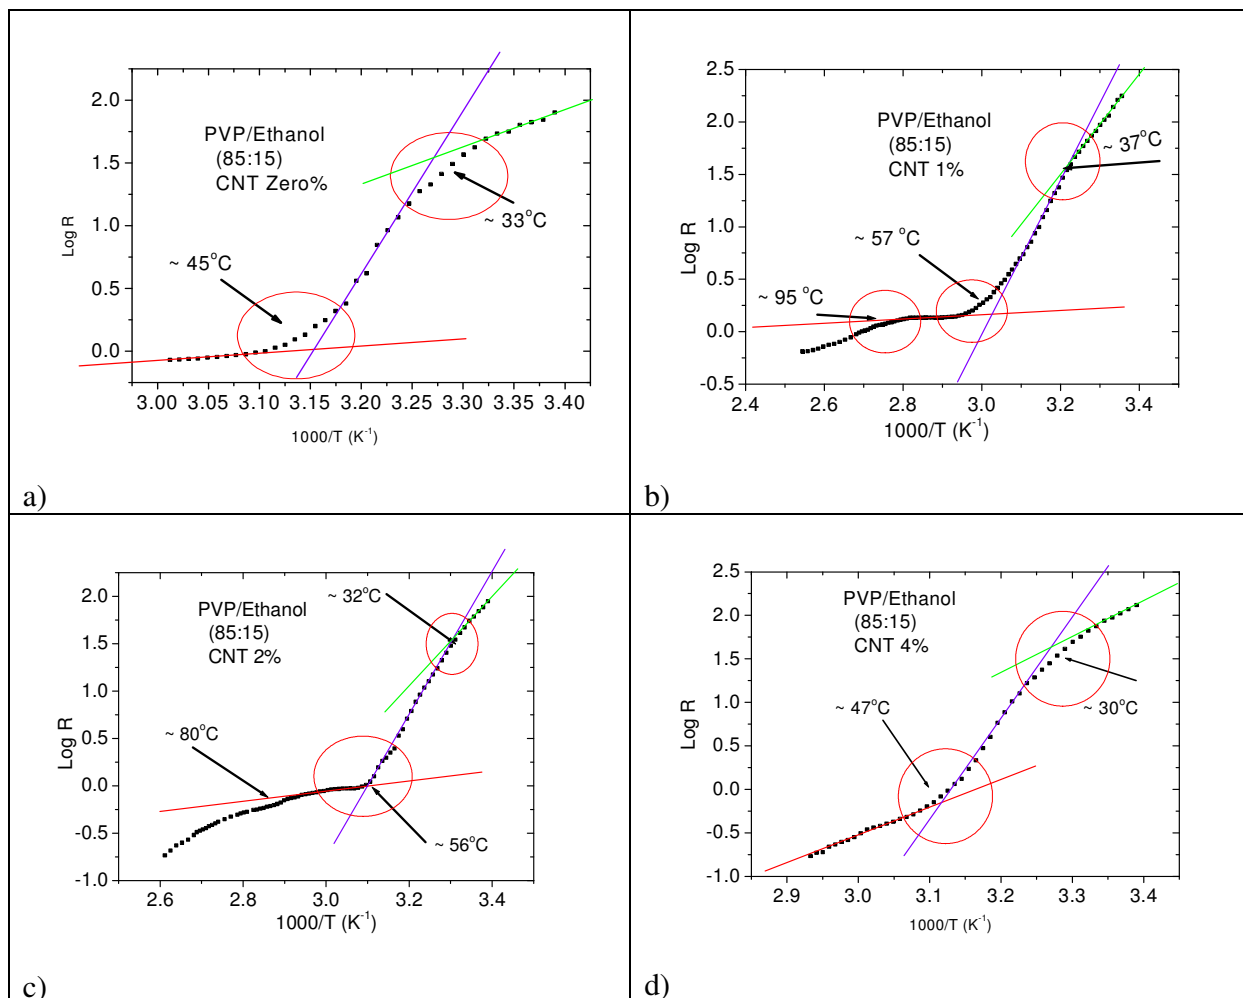 2.0
1.5
1.0
0.5
0.0
Log R
PVP/Ethanol
(85:15)
CNT Zero%
~ 33°C
~ 45°C
3.00 3.05 3.10 3.15 3.20 3.25 3.30 3.35 3.40
1000/T (K⁻¹)
a)
2.5
2.0
1.5
1.0
0.5
0.0
-0.5
Log R
PVP/Ethanol
(85:15)
CNT 1%
~ 37°C
~ 57 °C
~ 95 °C
2.4 2.6 2.8 3.0 3.2 3.4
1000/T (K⁻¹)
b)
2.0
1.5
1.0
0.5
0.0
-0.5
-1.0
Log R
PVP/Ethanol
(85:15)
CNT 2%
~ 32°C
~ 80°C
~ 56°C
2.6 2.8 3.0 3.2 3.4
1000/T (K⁻¹)
c)
2.5
2.0
1.5
1.0
0.5
0.0
-0.5
-1.0
Log R
PVP/Ethanol
(85:15)
CNT 4%
~ 47°C
~ 30°C
2.9 3.0 3.1 3.2 3.3 3.4
1000/T (K⁻¹)
d)